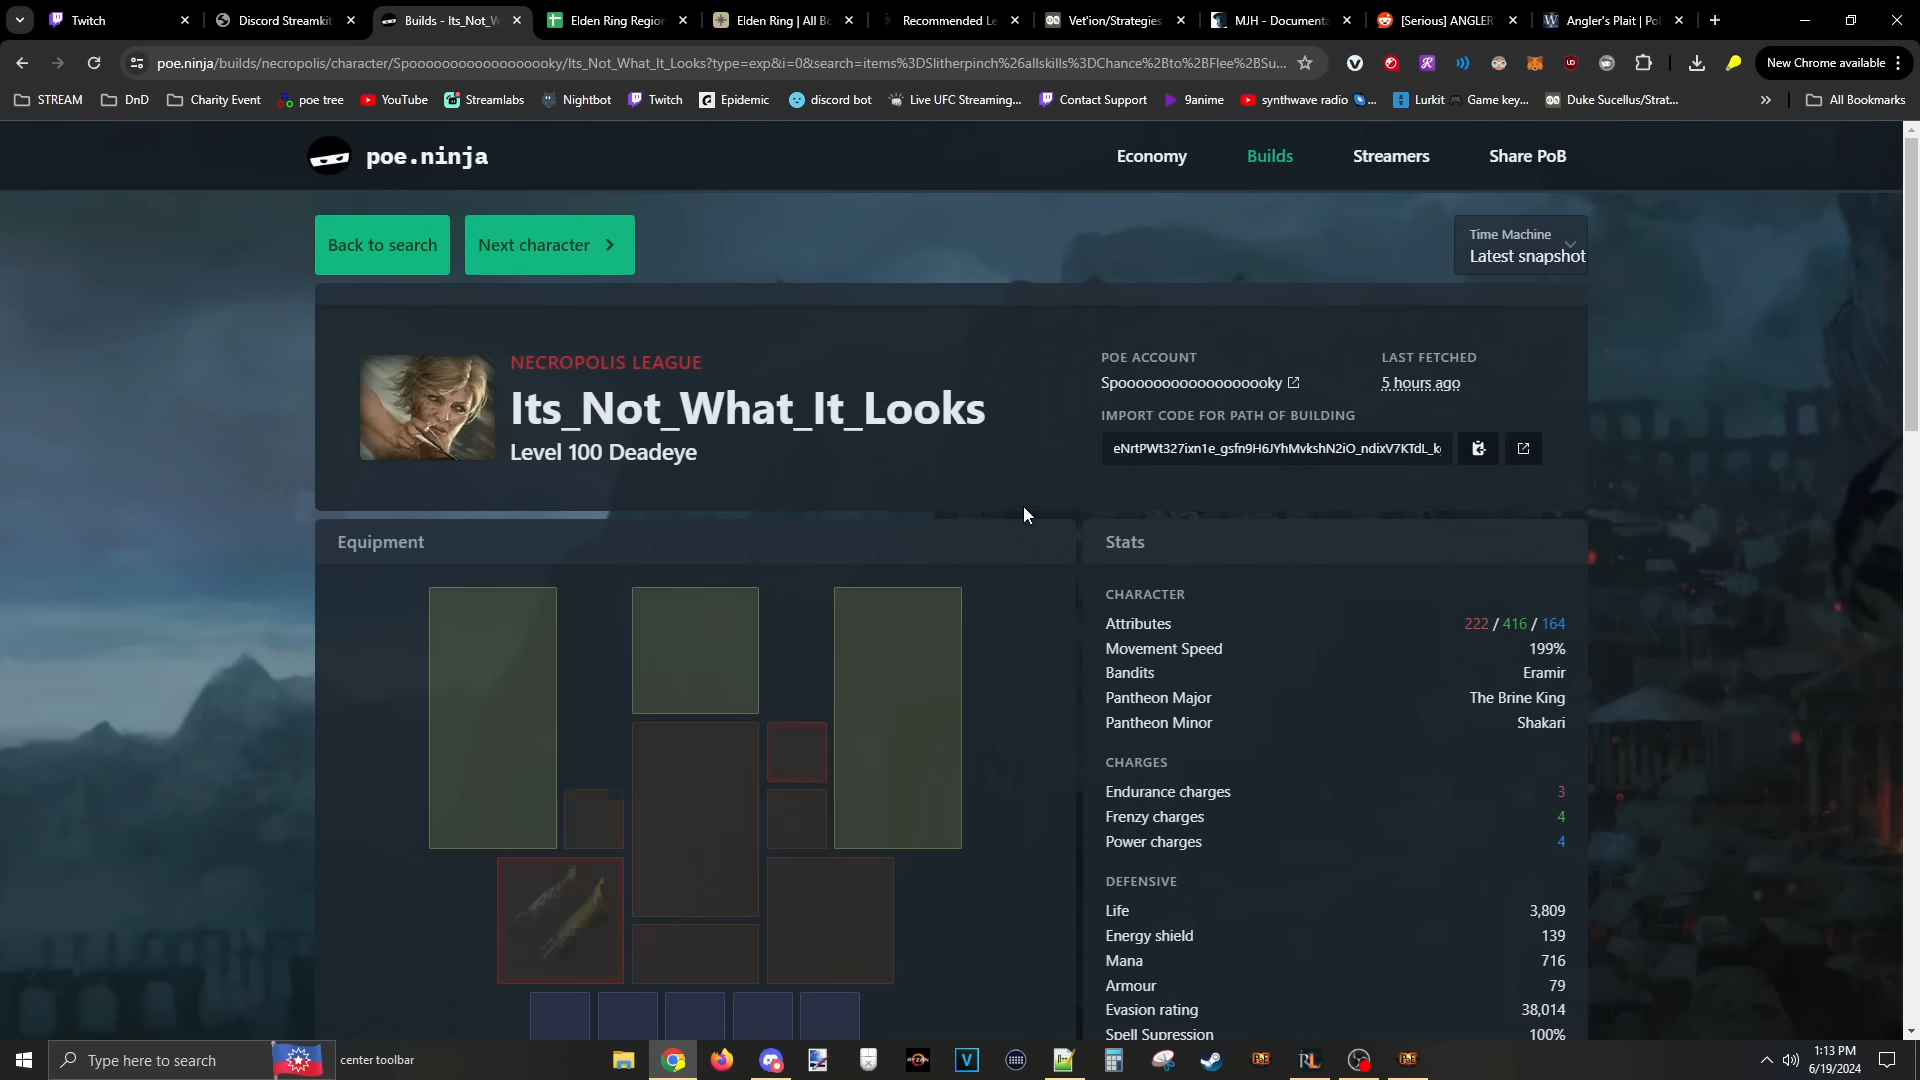 Twitch
Discord Streamkit
Builds - Its_Not_W
Elden Ring Region
Elden Ring | All Bo
Recommended Le
Vet'ion/Strategies
MJH - Documenta
[Serious] ANGLER
Angler's Plait | Po
poe.ninja/builds/necropolis/character/Spooooooooooooooooooky/Its_Not_What_It_Looks?type=exp&i=0&search=items%3DSlitherpinch%26allskills%3DChance%2Bto%2BFlee%2BSu...
New Chrome available
STREAM
DnD
Charity Event
poe tree
YouTube
Streamlabs
Nightbot
Twitch
Epidemic
discord bot
Live UFC Streaming...
Contact Support
9anime
synthwave radio
Lurkit
Game key...
Duke Sucellus/Strat...
All Bookmarks
poe.ninja
Economy
Builds
Streamers
Share PoB
Back to search
Next character
Time Machine
Latest snapshot
NECROPOLIS LEAGUE
Its_Not_What_It_Looks
Level 100 Deadeye
POE ACCOUNT
Spooooooooooooooooooky
LAST FETCHED
5 hours ago
IMPORT CODE FOR PATH OF BUILDING
eNrtPWt327ixn1e_gsfn9H6JYhMvkshN2iO_ndixV7KTdL_k
Equipment
Stats
CHARACTER
Attributes 222 / 416 / 164
Movement Speed 199%
Bandits Eramir
Pantheon Major The Brine King
Pantheon Minor Shakari
CHARGES
Endurance charges 3
Frenzy charges 4
Power charges 4
DEFENSIVE
Life 3,809
Energy shield 139
Mana 716
Armour 79
Evasion rating 38,014
Spell Supression 100%
Type here to search
center toolbar
1:13 PM
6/19/2024